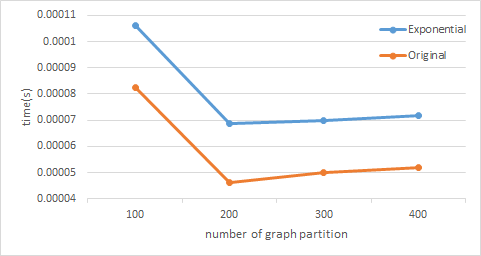 0.00011
0.0001
0.00009
0.00008
0.00007
0.00006
0.00005
0.00004
time(s)
Exponential
Original
100 200 300 400
number of graph partition